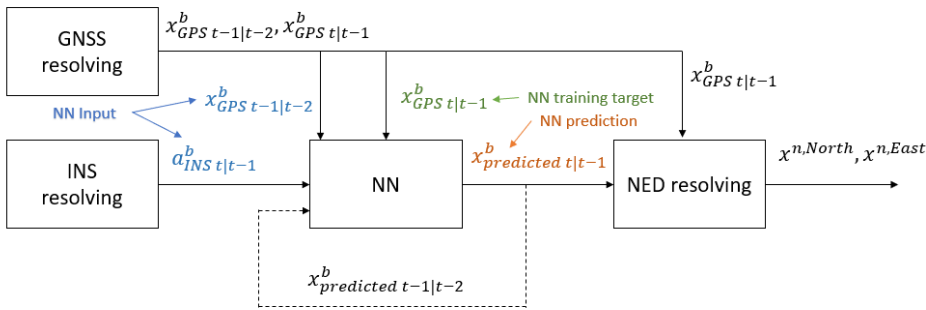 GNSS
resolving
x^b_{GPS t−1|t−2}, x^b_{GPS t|t−1}
x^b_{GPS t|t−1}
NN Input
x^b_{GPS t−1|t−2}
x^b_{GPS t|t−1}
NN training target
NN prediction
a^b_{INS t|t−1}
x^b_{predicted t|t−1}
x^{n,North}, x^{n,East}
INS
resolving
NN
NED resolving
x^b_{predicted t−1|t−2}